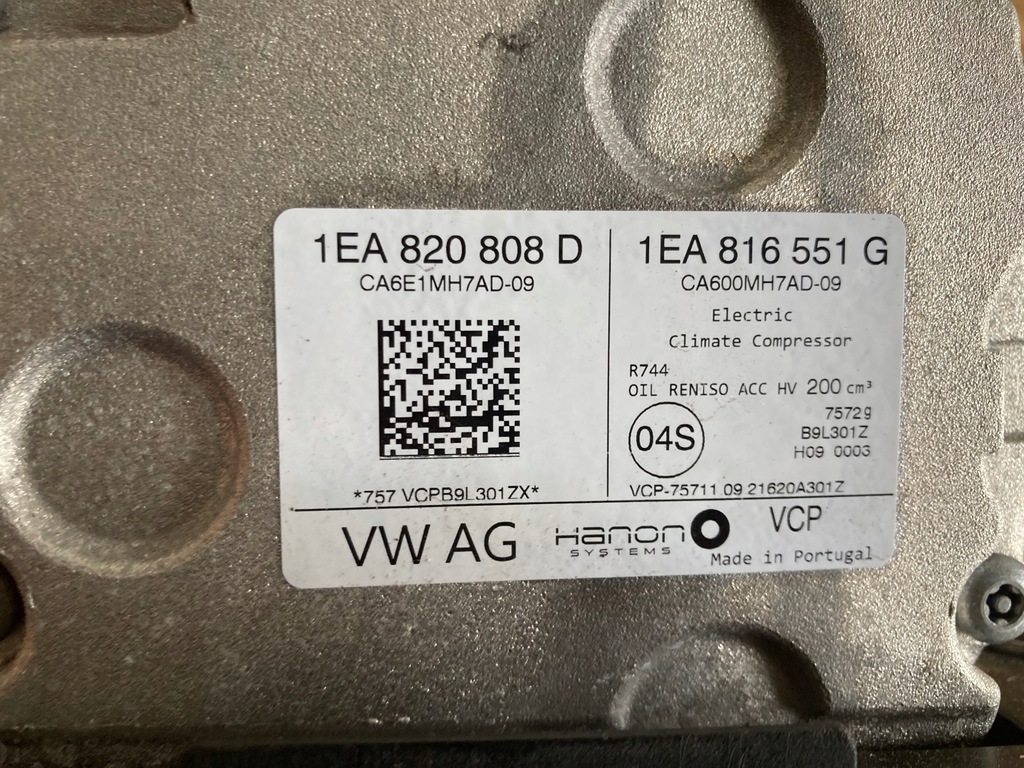 1EA 820 808 D
CA6E1MH7AD-09
*757 VCPB9L301ZX*
1EA 816 551 G
CA600MH7AD-09
Electric
Climate Compressor
R744
OIL RENISO ACC HV 200 cm³
04S
75729
B9L301Z
H09 0003
VCP-75711 09 21620A301Z
VW AG
Hanon
SYSTEMS
VCP
Made in Portugal